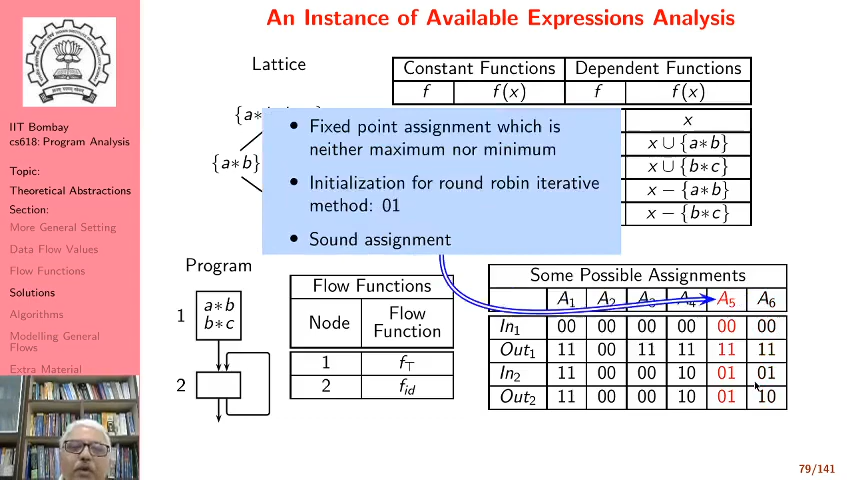 An Instance of Available Expressions Analysis
IIT Bombay
cs618: Program Analysis
Topic:
Theoretical Abstractions
Section:
More General Setting
Data Flow Values
Flow Functions
Solutions
Algorithms
Modelling General
Flows
Extra Material
Lattice
{a∗
{a∗b}
Constant Functions Dependent Functions
f f(x) f f(x)
x
x ∪ {a∗b}
x ∪ {b∗c}
x − {a∗b}
x − {b∗c}
• Fixed point assignment which is
neither maximum nor minimum
• Initialization for round robin iterative
method: 01
• Sound assignment
Program
1
a∗b
b∗c
2
Flow Functions
Node Flow
Function
1 f⊤
2 f_id
Some Possible Assignments
A₁ A₂ A₃ A₄ A₅ A₆
In₁ 00 00 00 00 00 00
Out₁ 11 00 11 11 11 11
In₂ 11 00 00 10 01 01
Out₂ 11 00 00 10 01 10
79/141